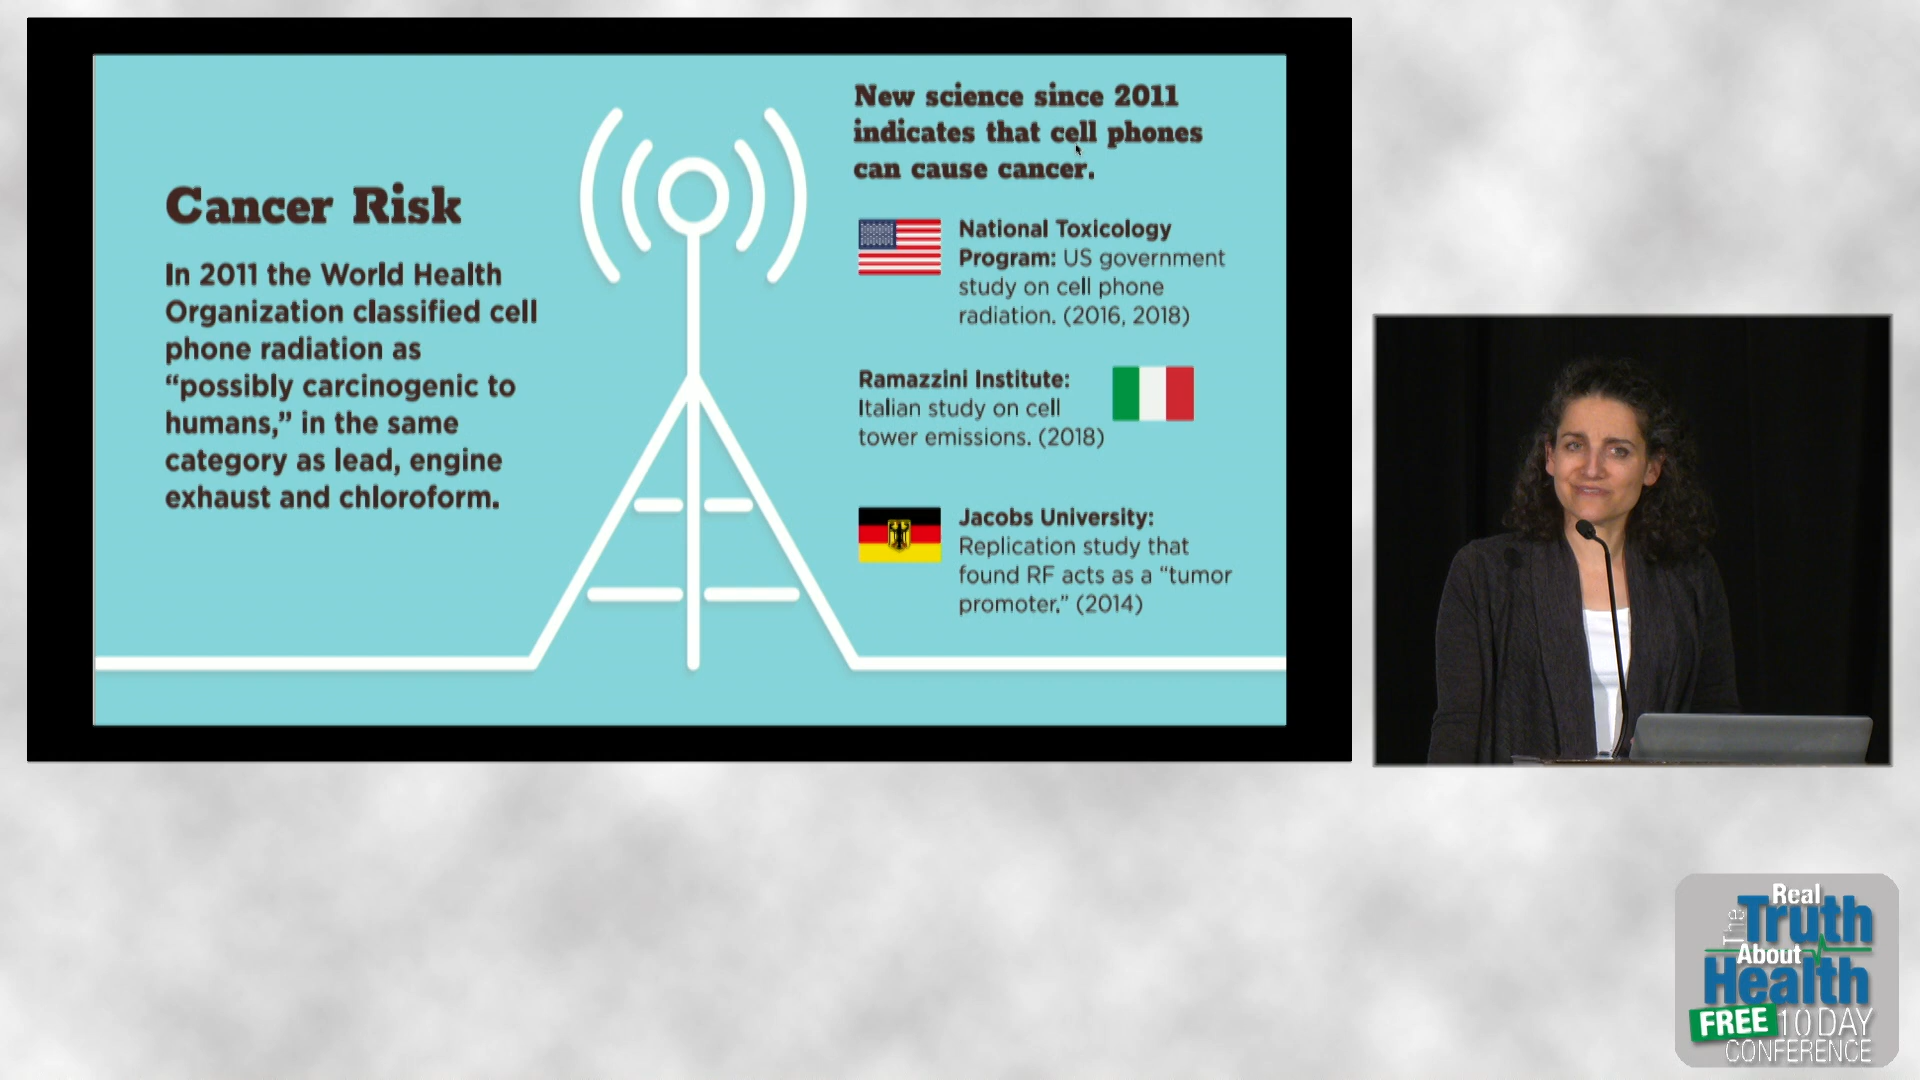 Cancer Risk
In 2011 the World Health
Organization classified cell
phone radiation as
“possibly carcinogenic to
humans,” in the same
category as lead, engine
exhaust and chloroform.
New science since 2011
indicates that cell phones
can cause cancer.
National Toxicology
Program: US government
study on cell phone
radiation. (2016, 2018)
Ramazzini Institute:
Italian study on cell
tower emissions. (2018)
Jacobs University:
Replication study that
found RF acts as a “tumor
promoter.” (2014)
The Real
Truth
About
Health
FREE 10 DAY
CONFERENCE